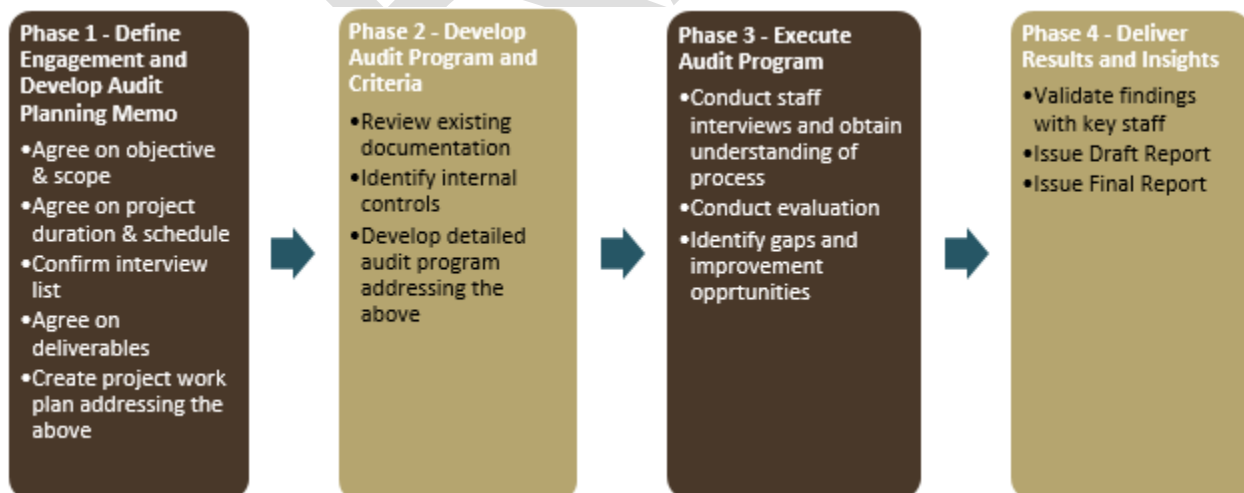 Phase 1 - Define
Engagement and
Develop Audit
Planning Memo
•Agree on objective
& scope
•Agree on project
duration & schedule
•Confirm interview
list
•Agree on
deliverables
•Create project work
plan addressing the
above
Phase 2 - Develop
Audit Program and
Criteria
•Review existing
documentation
•Identify internal
controls
•Develop detailed
audit program
addressing the
above
Phase 3 - Execute
Audit Program
•Conduct staff
interviews and obtain
understanding of
process
•Conduct evaluation
•Identify gaps and
improvement
opprtunities
Phase 4 - Deliver
Results and Insights
•Validate findings
with key staff
•Issue Draft Report
•Issue Final Report